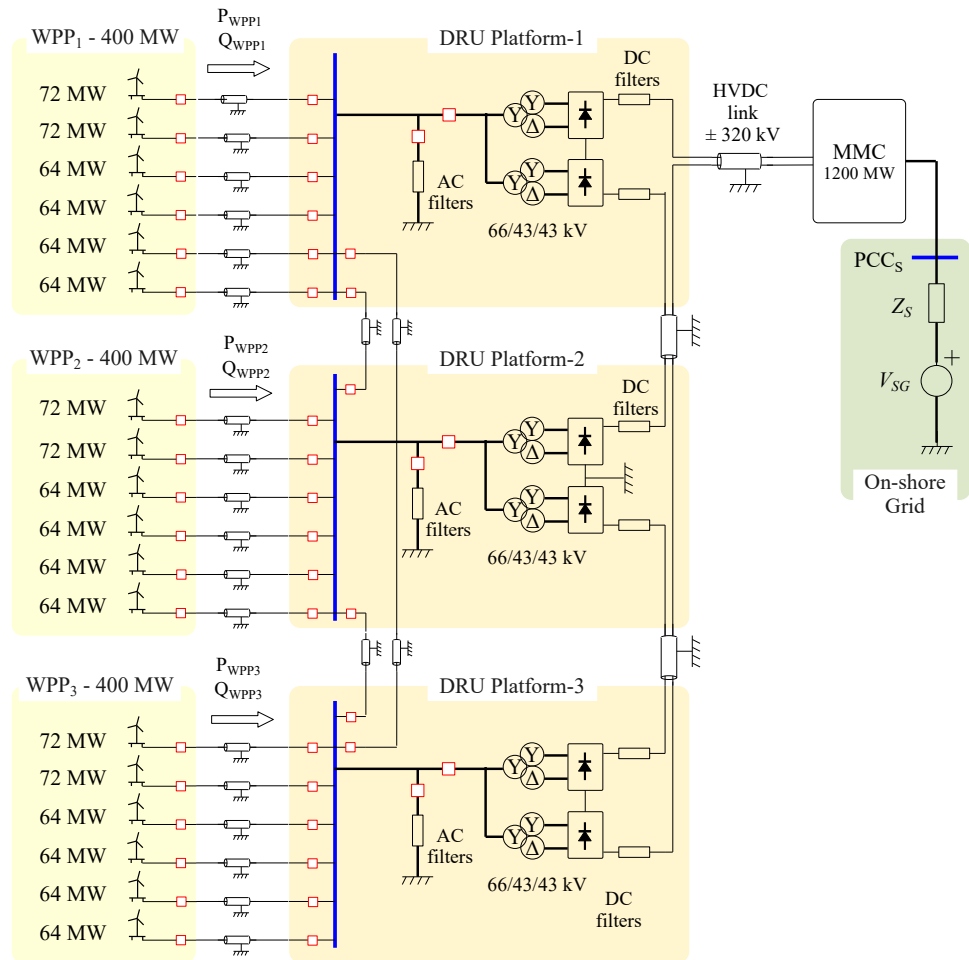 WPP1 - 400 MW
PWPP1
QWPP1
72 MW
72 MW
64 MW
64 MW
64 MW
64 MW
DRU Platform-1
DC
filters
AC
filters
Y
Y
Δ
Y
Y
Δ
66/43/43 kV
HVDC
link
± 320 kV
MMC
1200 MW
PCCS
ZS
+
VSG
On-shore
Grid
WPP2 - 400 MW
PWPP2
QWPP2
72 MW
72 MW
64 MW
64 MW
64 MW
64 MW
DRU Platform-2
DC
filters
AC
filters
Y
Y
Δ
Y
Y
Δ
66/43/43 kV
WPP3 - 400 MW
PWPP3
QWPP3
72 MW
72 MW
64 MW
64 MW
64 MW
64 MW
DRU Platform-3
AC
filters
Y
Y
Δ
Y
Y
Δ
66/43/43 kV
DC
filters